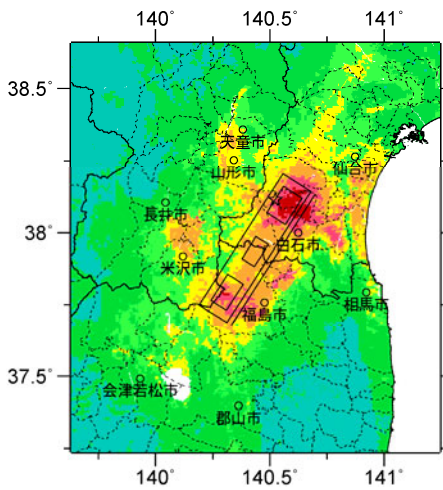 140° 140.5° 141°
38.5°
天童市
山形市
仙台市
長井市
38°
白石市
米沢市
相馬市
福島市
37.5°
会津若松市
郡山市
140° 140.5° 141°